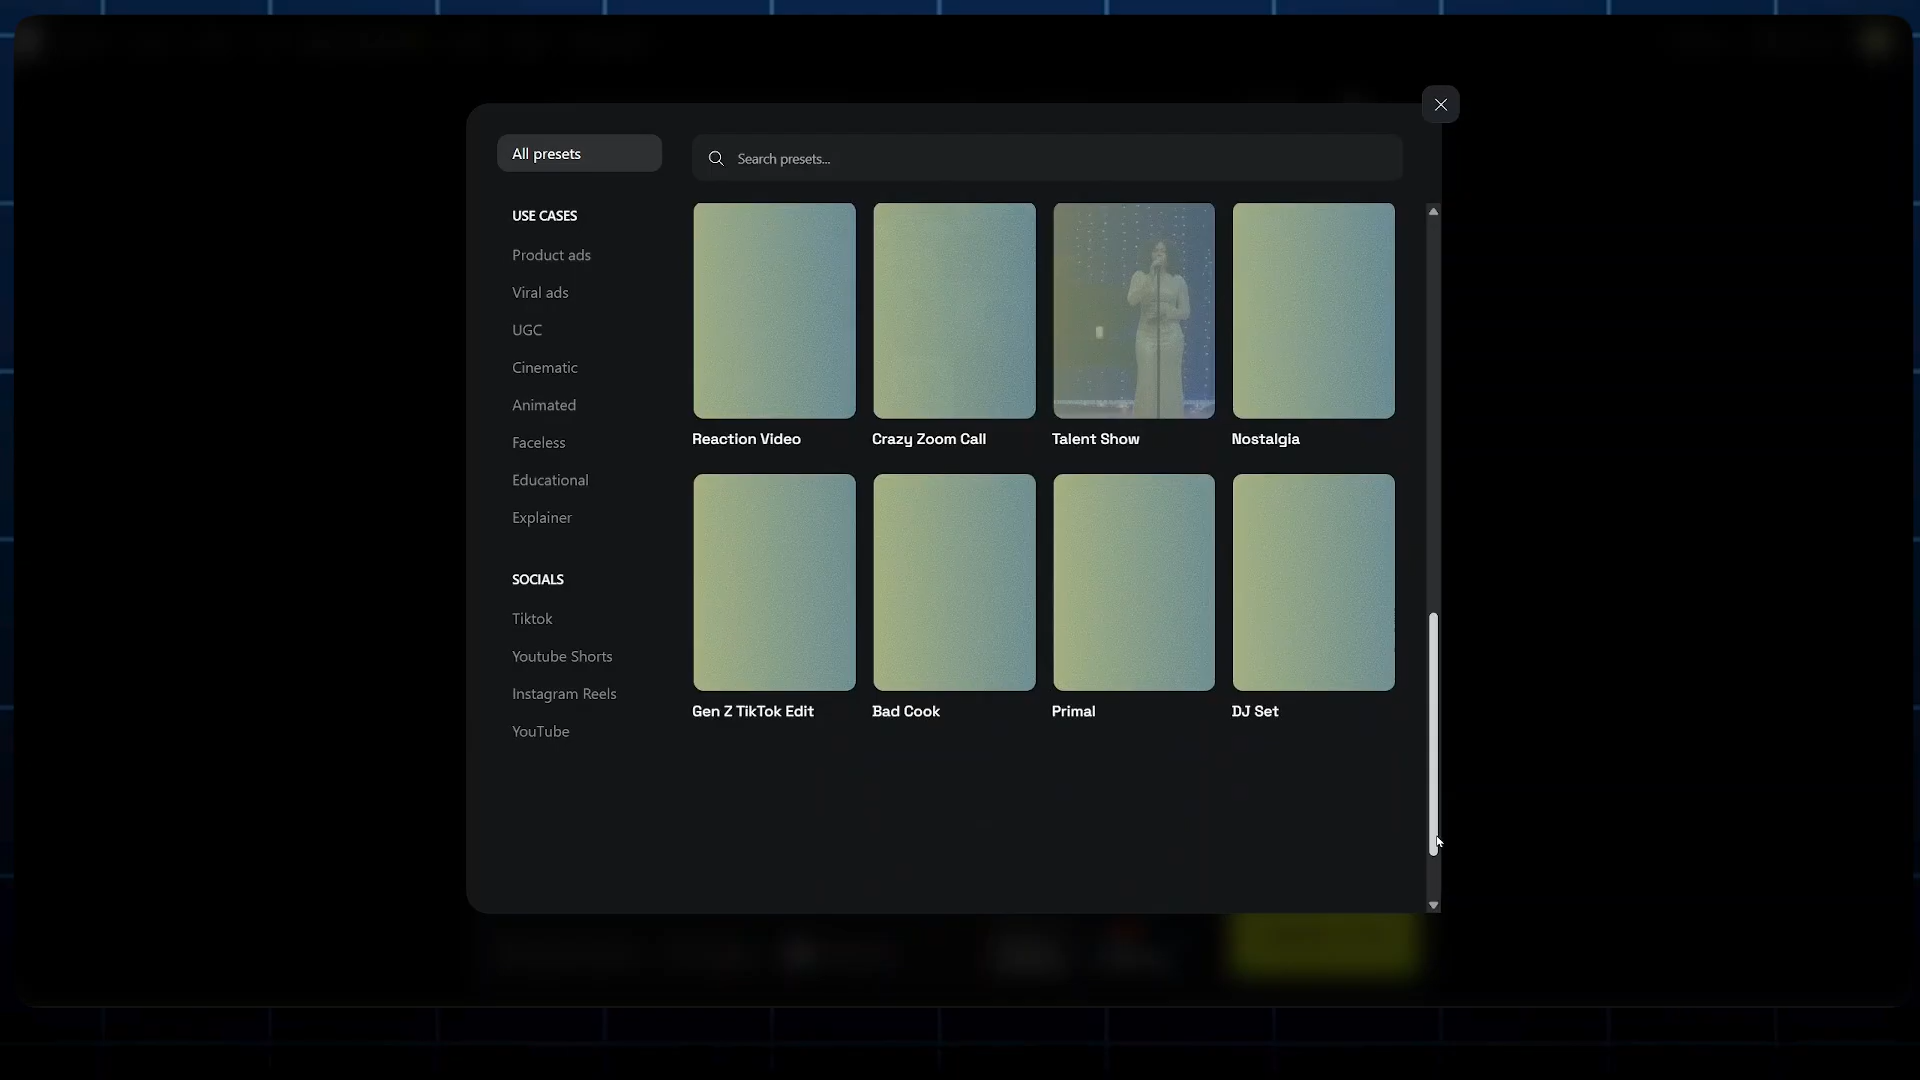 All presets
Search presets...
USE CASES
Product ads
Viral ads
UGC
Cinematic
Animated
Faceless
Educational
Explainer
SOCIALS
Tiktok
Youtube Shorts
Instagram Reels
YouTube
Reaction Video
Crazy Zoom Call
Talent Show
Nostalgia
Gen Z TikTok Edit
Bad Cook
Primal
DJ Set